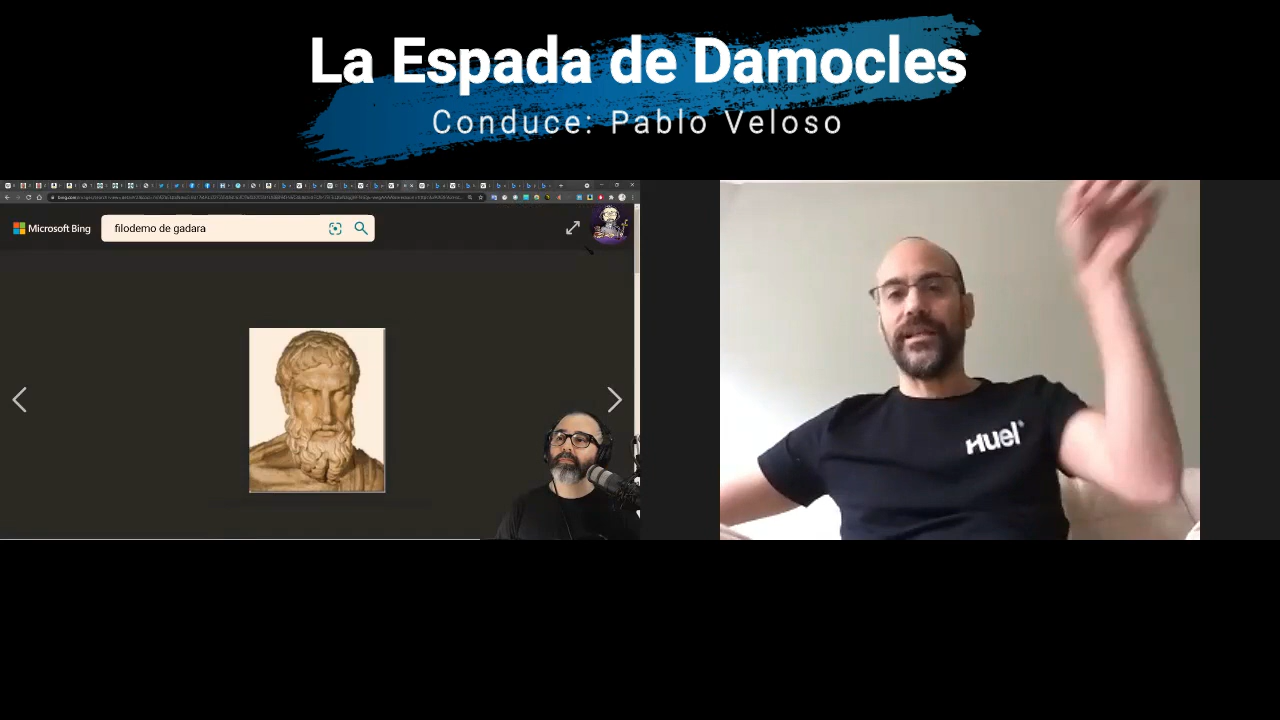 La Espada de Damocles
Conduce: Pablo Veloso
Microsoft Bing
filodemo de gadara
Huel®